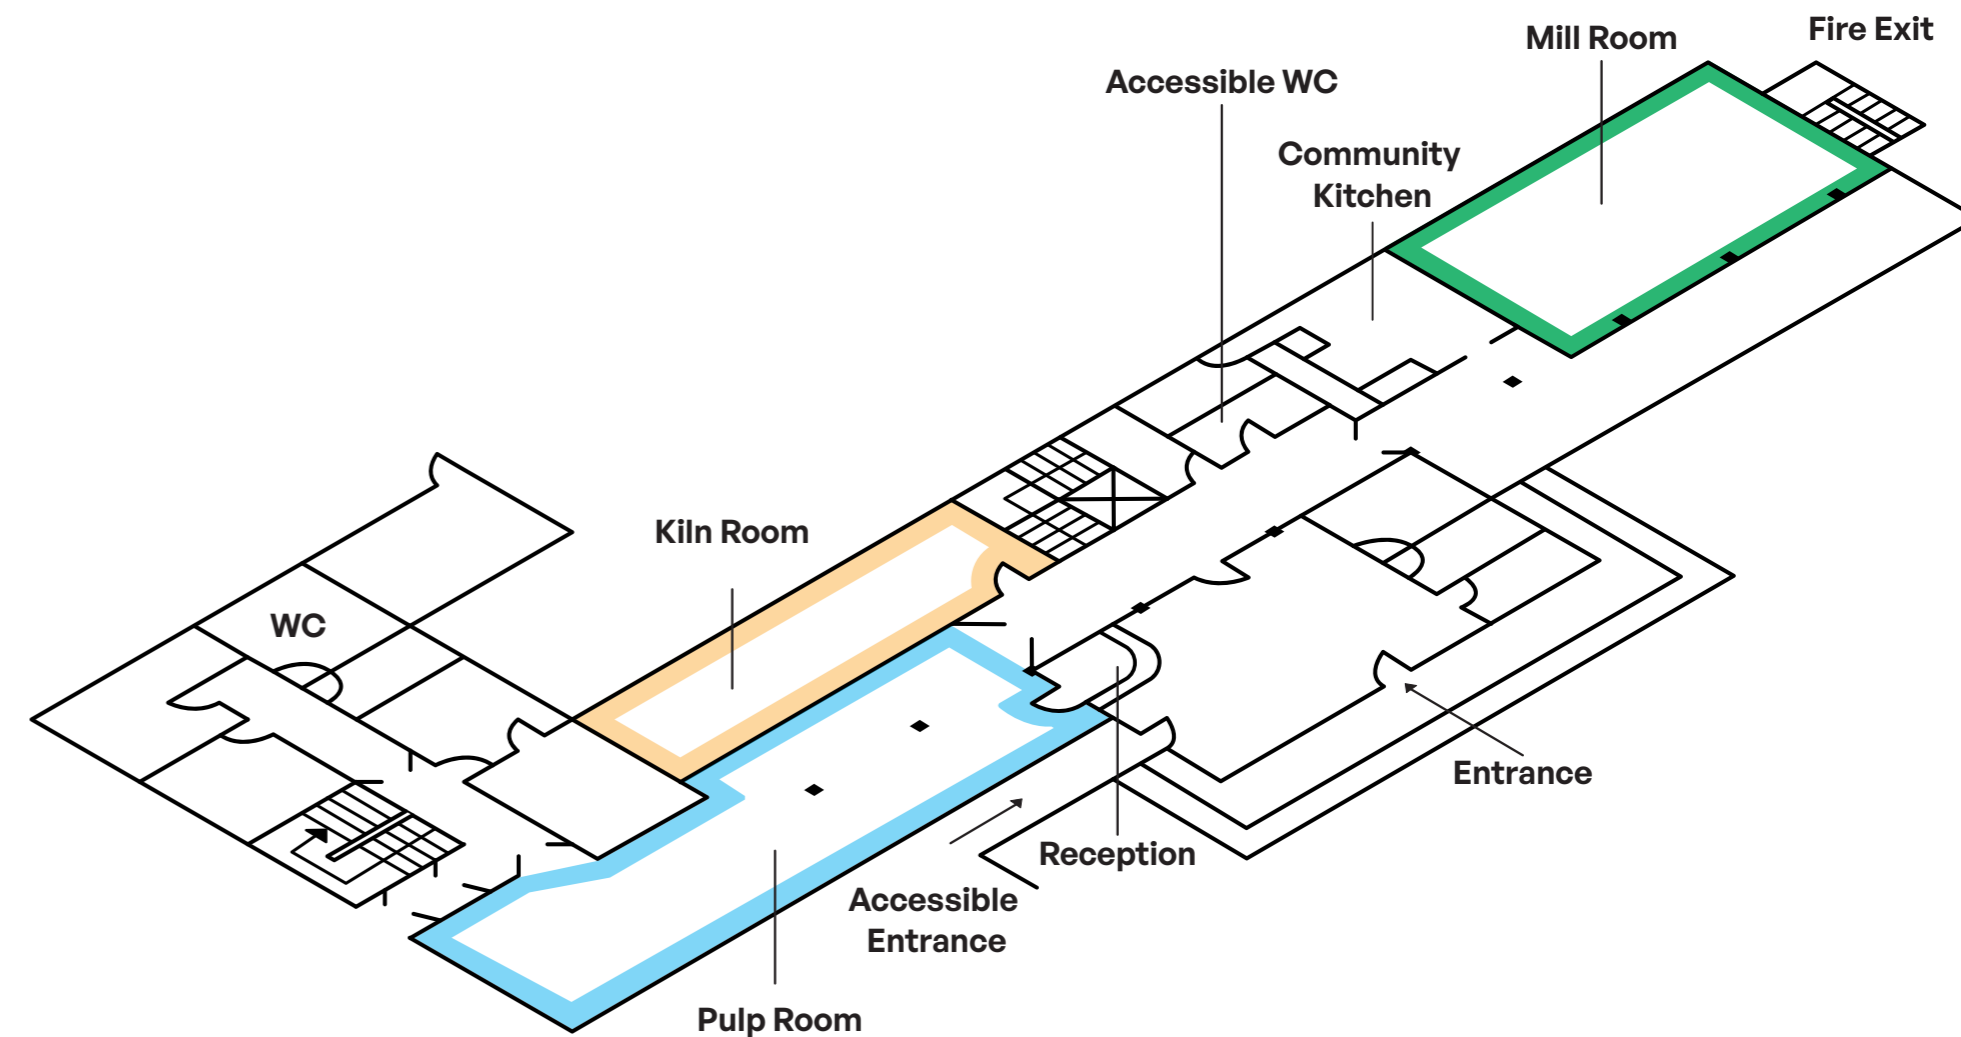 Fire Exit
Mill Room
Accessible WC
Community
Kitchen
Kiln Room
WC
Entrance
Reception
Accessible
Entrance
Pulp Room